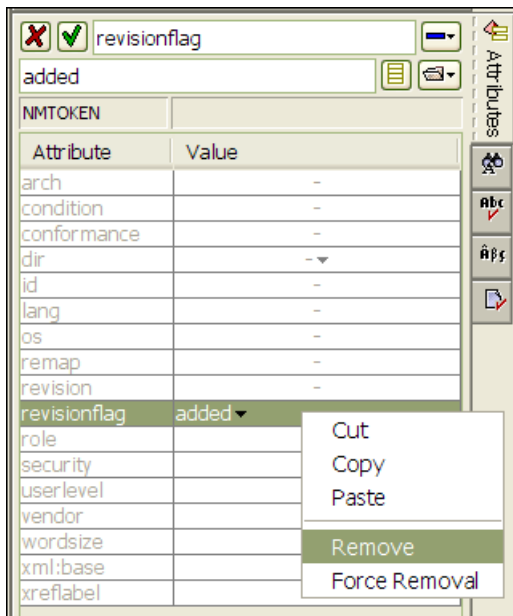 revisionflag
added
NMTOKEN
Attribute Value
arch -
condition -
conformance -
dir -
id -
lang -
os -
remap -
revision -
revisionflag added
role
security
userlevel
vendor
wordsize
xml:base
xreflabel
Cut
Copy
Paste
Remove
Force Removal
Attributes
Abc
Âβς